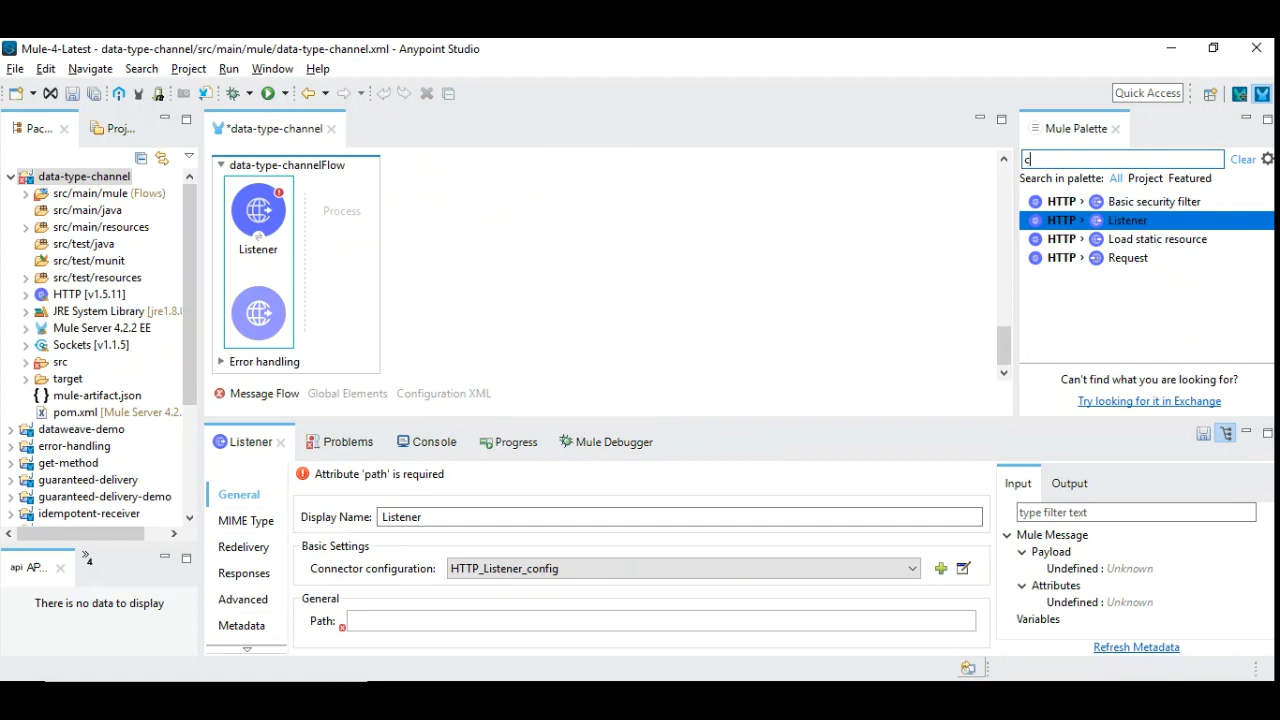 Mule-4-Latest - data-type-channel/src/main/mule/data-type-channel.xml - Anypoint Studio
File Edit Navigate Search Project Run Window Help
Quick Access
Pac...
Proj...
*data-type-channel
Mule Palette
data-type-channel
src/main/mule (Flows)
src/main/java
src/main/resources
src/test/java
src/test/munit
src/test/resources
HTTP [v1.5.11]
JRE System Library [jre1.8.0
Mule Server 4.2.2 EE
Sockets [v1.1.5]
src
target
mule-artifact.json
pom.xml [Mule Server 4.2.
dataweave-demo
error-handling
get-method
guaranteed-delivery
guaranteed-delivery-demo
idempotent-receiver
data-type-channelFlow
Process
Listener
Error handling
Message Flow Global Elements Configuration XML
c
Clear
Search in palette: All Project Featured
HTTP › Basic security filter
HTTP › Listener
HTTP › Load static resource
HTTP › Request
Can't find what you are looking for?
Try looking for it in Exchange
Listener
Problems
Console
Progress
Mule Debugger
Attribute 'path' is required
General
MIME Type
Redelivery
Responses
Advanced
Metadata
Display Name: Listener
Basic Settings
Connector configuration: HTTP_Listener_config
General
Path:
Input Output
type filter text
Mule Message
Payload
Undefined : Unknown
Attributes
Undefined : Unknown
Variables
Refresh Metadata
api AP...
4
There is no data to display